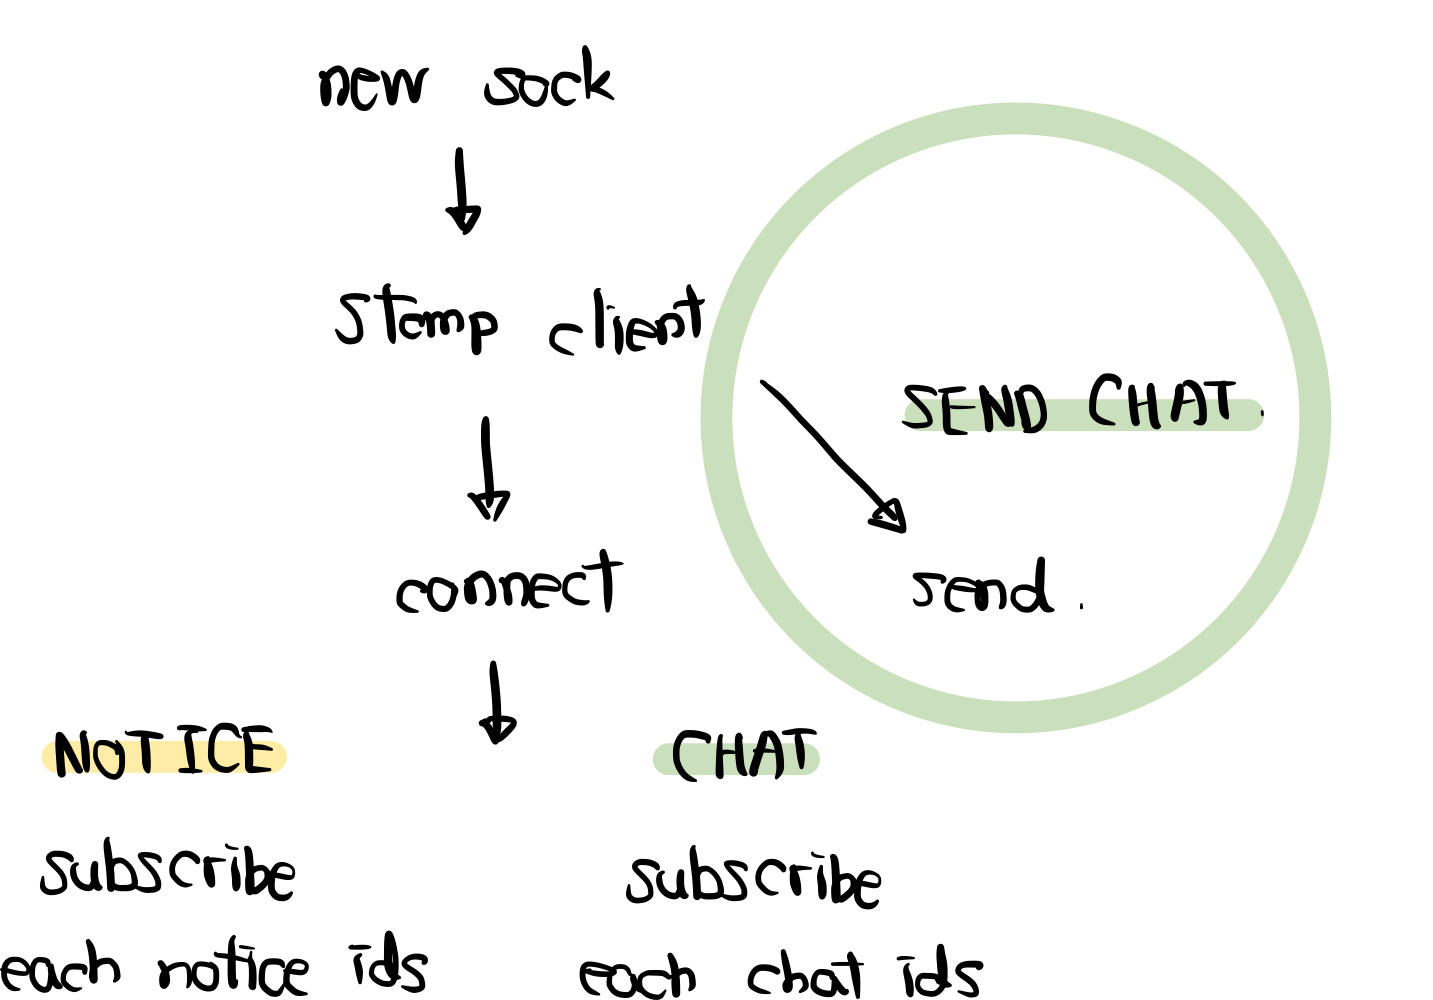 new sock
stomp client
SEND CHAT.
connect
send.
NOTICE
CHAT
subscribe
subscribe
each notice ids
each chat ids